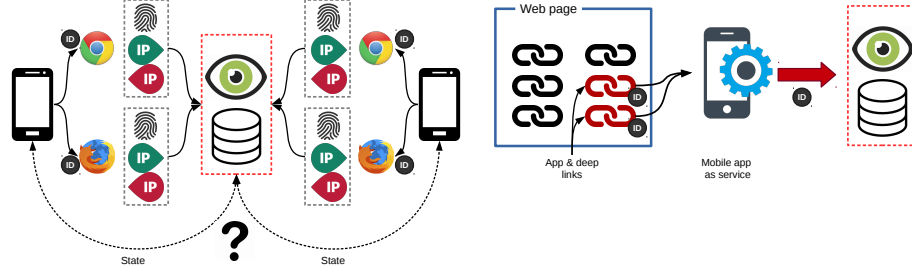 ID
IP
IP
ID
IP
IP
ID
IP
IP
ID
IP
IP
?
State
State
Web page
ID
ID
App & deep
links
Mobile app
as service
ID